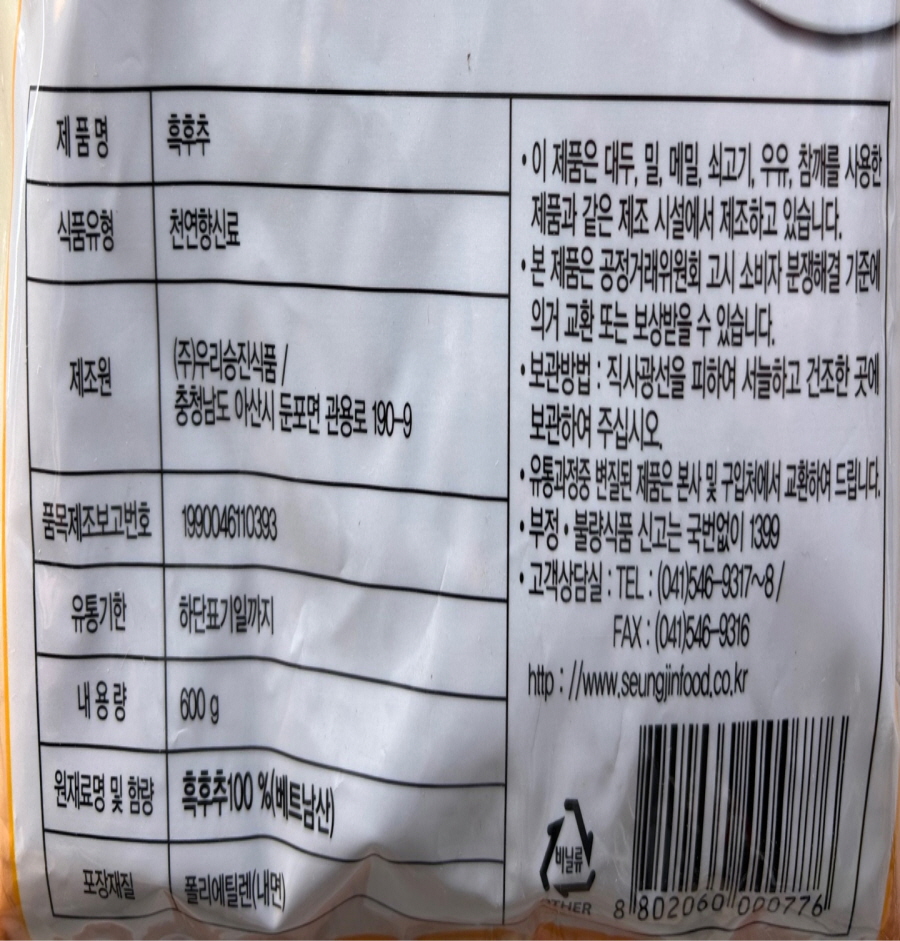 제품명 흑후추
식품유형 천연향신료
제조원 (주)우리승진식품 /
충청남도 아산시 둔포면 관용로 190-9
품목제조보고번호 1990046110393
유통기한 하단표기일까지
내용량 600 g
원재료명 및 함량 흑후추100 %(베트남산)
포장재질 폴리에틸렌(내면)
• 이 제품은 대두, 밀, 메밀, 쇠고기, 우유, 참깨를 사용한
제품과 같은 제조 시설에서 제조하고 있습니다.
• 본 제품은 공정거래위원회 고시 소비자 분쟁해결 기준에
의거 교환 또는 보상받을 수 있습니다.
• 보관방법 : 직사광선을 피하여 서늘하고 건조한 곳에
보관하여 주십시오.
• 유통과정중 변질된 제품은 본사 및 구입처에서 교환하여 드립니다.
• 부정 • 불량식품 신고는 국번없이 1399
• 고객상담실 : TEL : (041)546-9317~8 /
FAX : (041)546-9316
http : //www.seungjinfood.co.kr
비닐류
OTHER
8 802060 000776